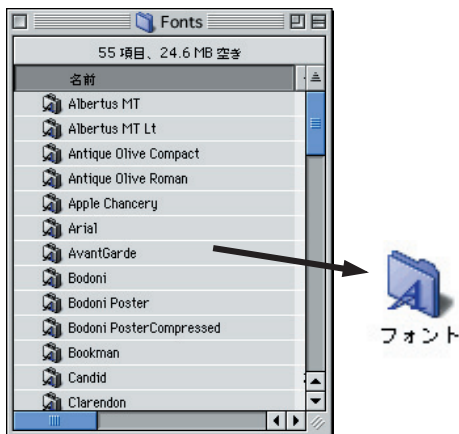 Fonts
55 項目、24.6 MB 空き
名前
Albertus MT
Albertus MT Lt
Antique Olive Compact
Antique Olive Roman
Apple Chancery
Arial
AvantGarde
Bodoni
Bodoni Poster
Bodoni PosterCompressed
Bookman
Candid
Clarendon
フォント